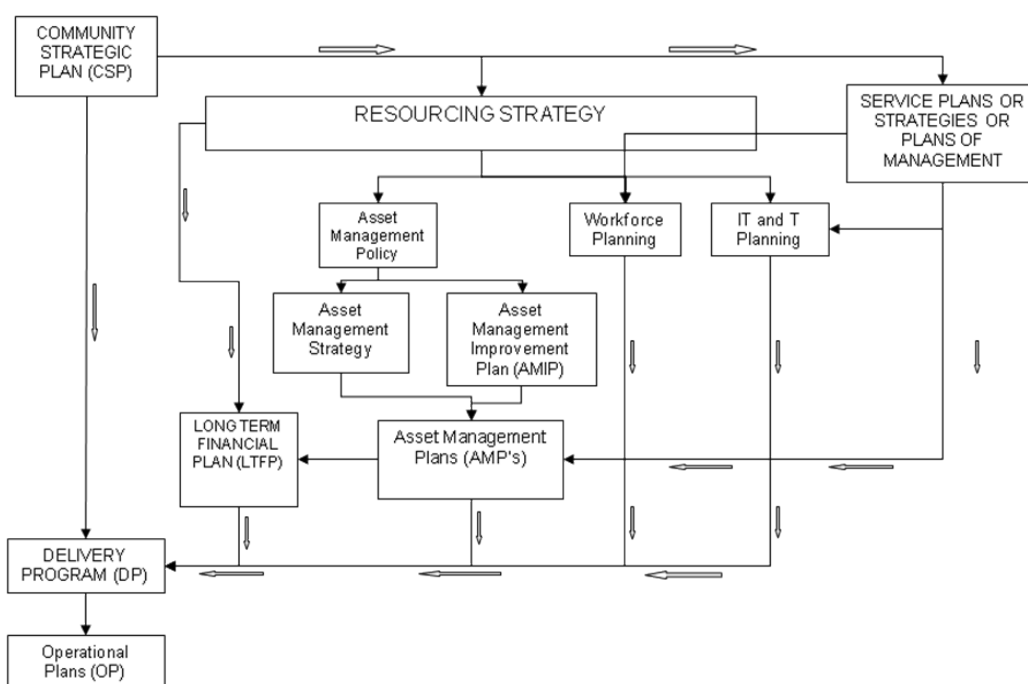 COMMUNITY
STRATEGIC
PLAN (CSP)
RESOURCING STRATEGY
SERVICE PLANS OR
STRATEGIES OR
PLANS OF
MANAGEMENT
Asset
Management
Policy
Workforce
Planning
IT and T
Planning
Asset
Management
Strategy
Asset
Management
Improvement
Plan (AMIP)
LONG TERM
FINANCIAL
PLAN (LTFP)
Asset Management
Plans (AMP's)
DELIVERY
PROGRAM (DP)
Operational
Plans (OP)